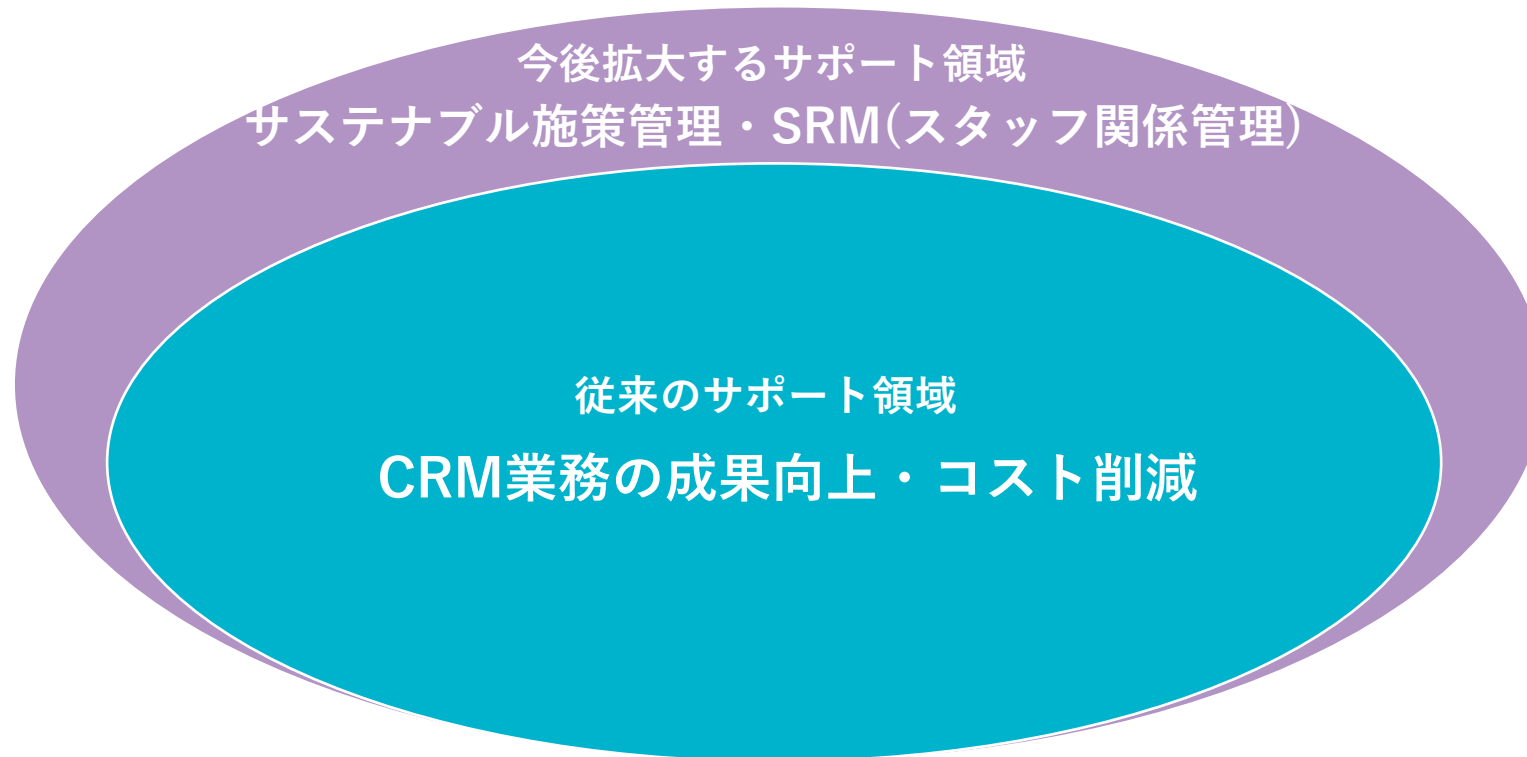 今後拡大するサポート領域
サステナブル施策管理・SRM(スタッフ関係管理)
従来のサポート領域
CRM業務の成果向上・コスト削減